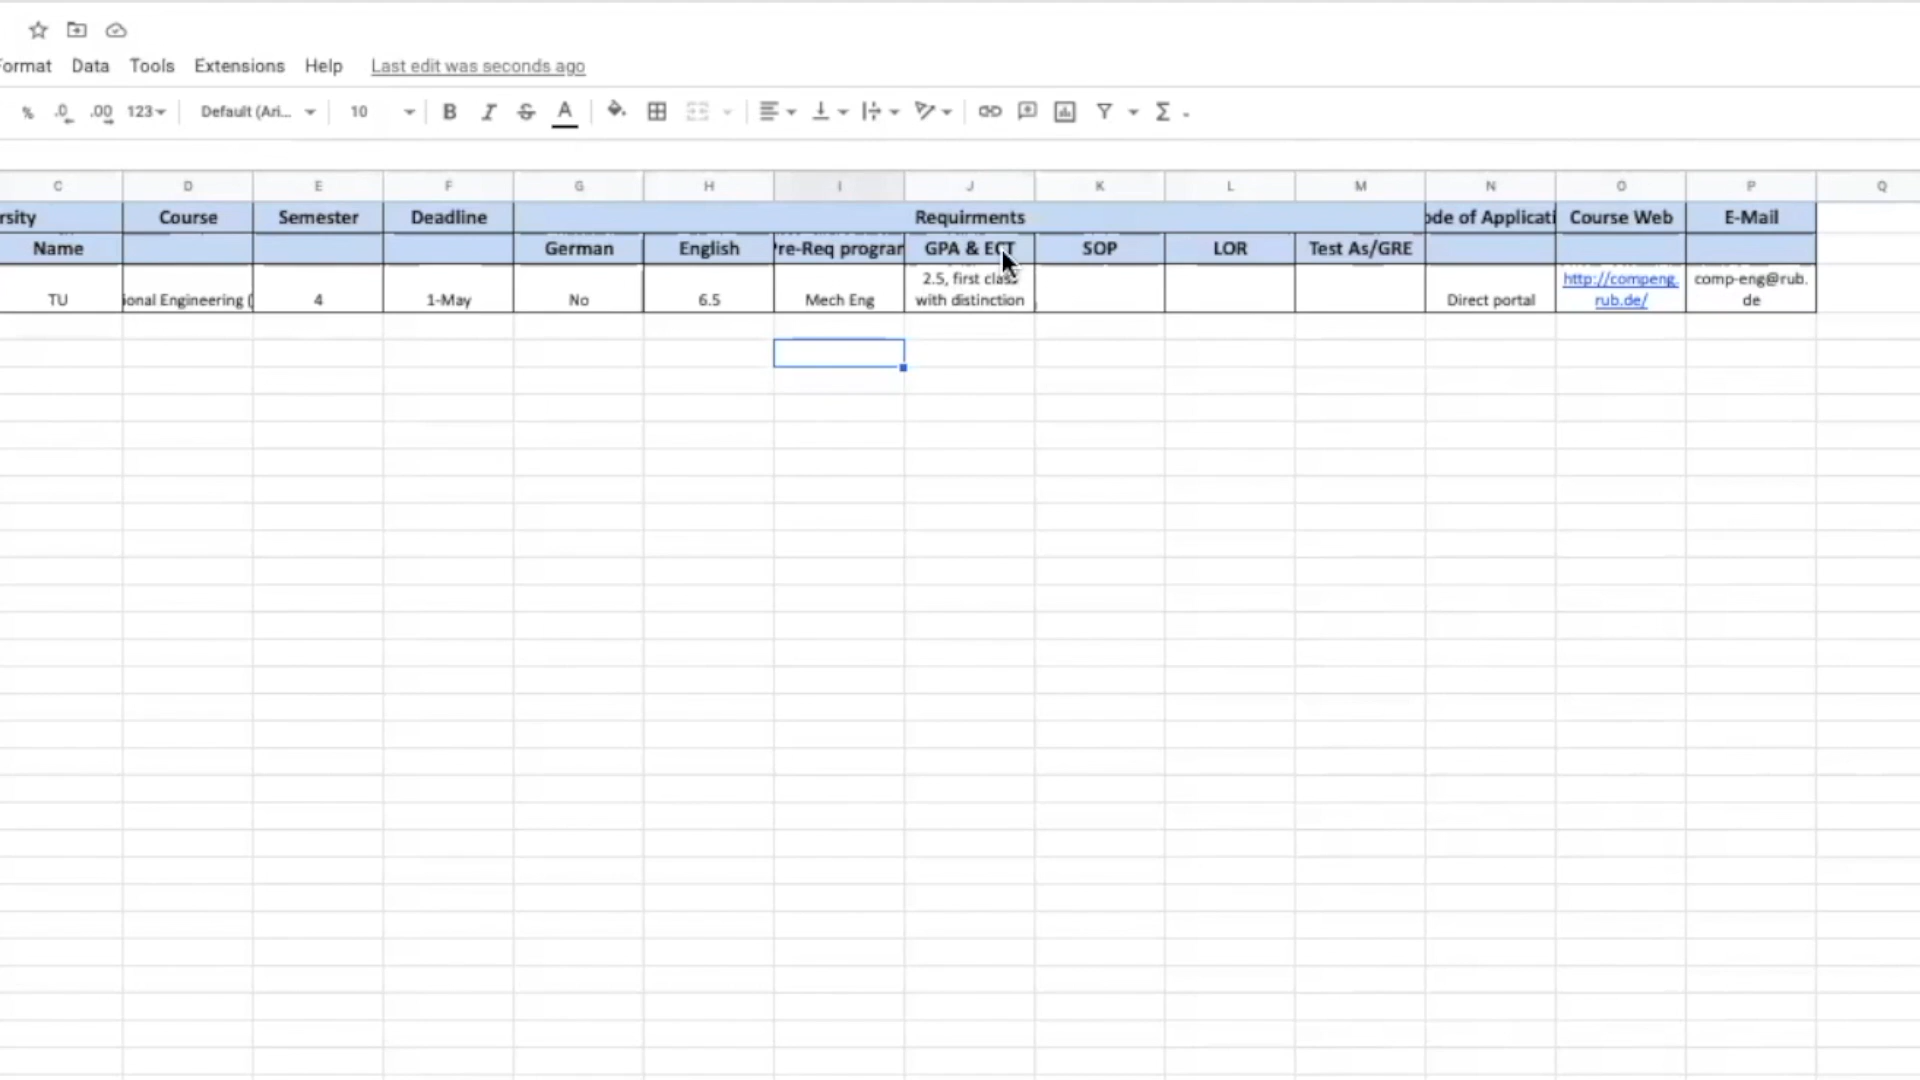 Format Data Tools Extensions Help Last edit was seconds ago
% .0 .00 123 Default (Ari... 10 B I S A Σ
C D E F G H I J K L M N O P Q
rsity Course Semester Deadline Requirments ode of Applicati Course Web E-Mail
Name German English Pre-Req program GPA & ECT SOP LOR Test As/GRE
TU ional Engineering ( 4 1-May No 6.5 Mech Eng 2.5, first class Direct portal http://compeng. comp-eng@rub.
with distinction rub.de/ de